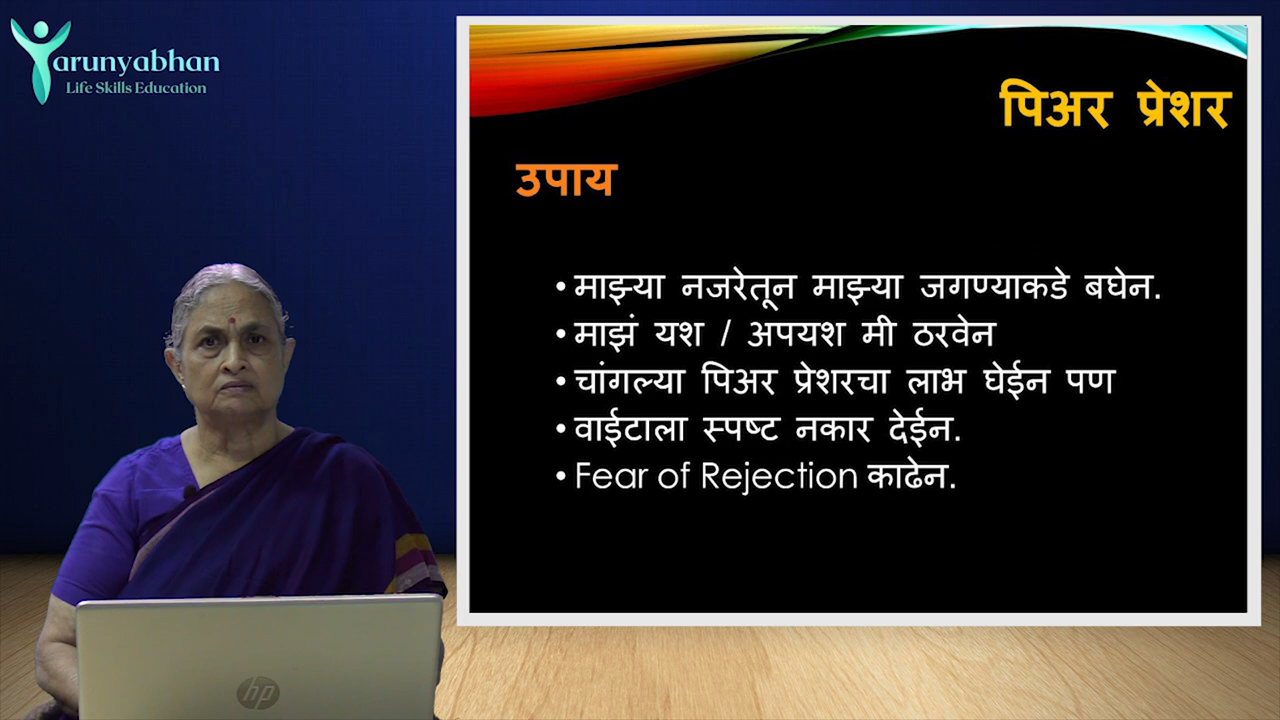 Tarunyabhan
Life Skills Education
पिअर प्रेशर
उपाय
• माझ्या नजरेतून माझ्या जगण्याकडे बघेन.
• माझं यश / अपयश मी ठरवेन
• चांगल्या पिअर प्रेशरचा लाभ घेईन पण
• वाईटाला स्पष्ट नकार देईन.
• Fear of Rejection काढेन.
hp